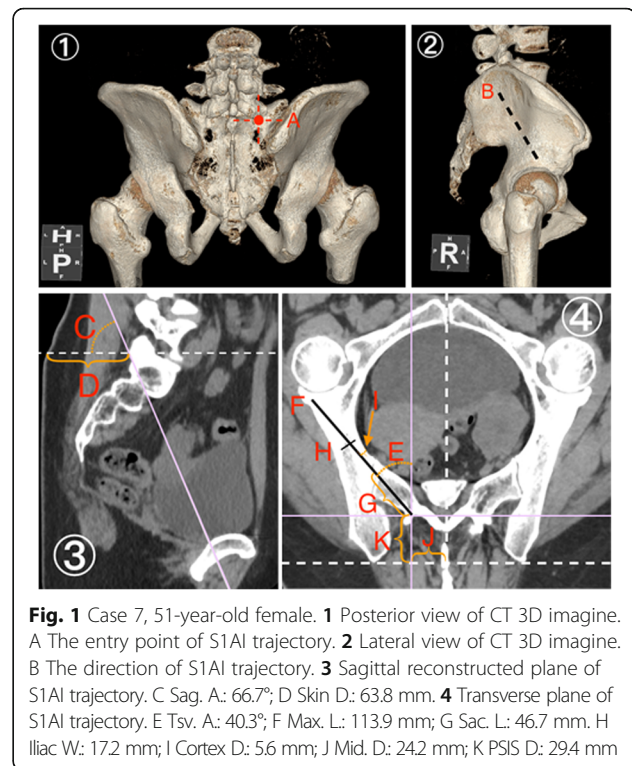 ①
②
A
B
H
P
R
③
④
C
D
F
I
H
E
G
K
J
Fig. 1 Case 7, 51-year-old female. 1 Posterior view of CT 3D imagine.
A The entry point of S1AI trajectory. 2 Lateral view of CT 3D imagine.
B The direction of S1AI trajectory. 3 Sagittal reconstructed plane of
S1AI trajectory. C Sag. A.: 66.7°; D Skin D.: 63.8 mm. 4 Transverse plane of
S1AI trajectory. E Tsv. A.: 40.3°; F Max. L.: 113.9 mm; G Sac. L.: 46.7 mm. H
Iliac W.: 17.2 mm; I Cortex D.: 5.6 mm; J Mid. D.: 24.2 mm; K PSIS D.: 29.4 mm